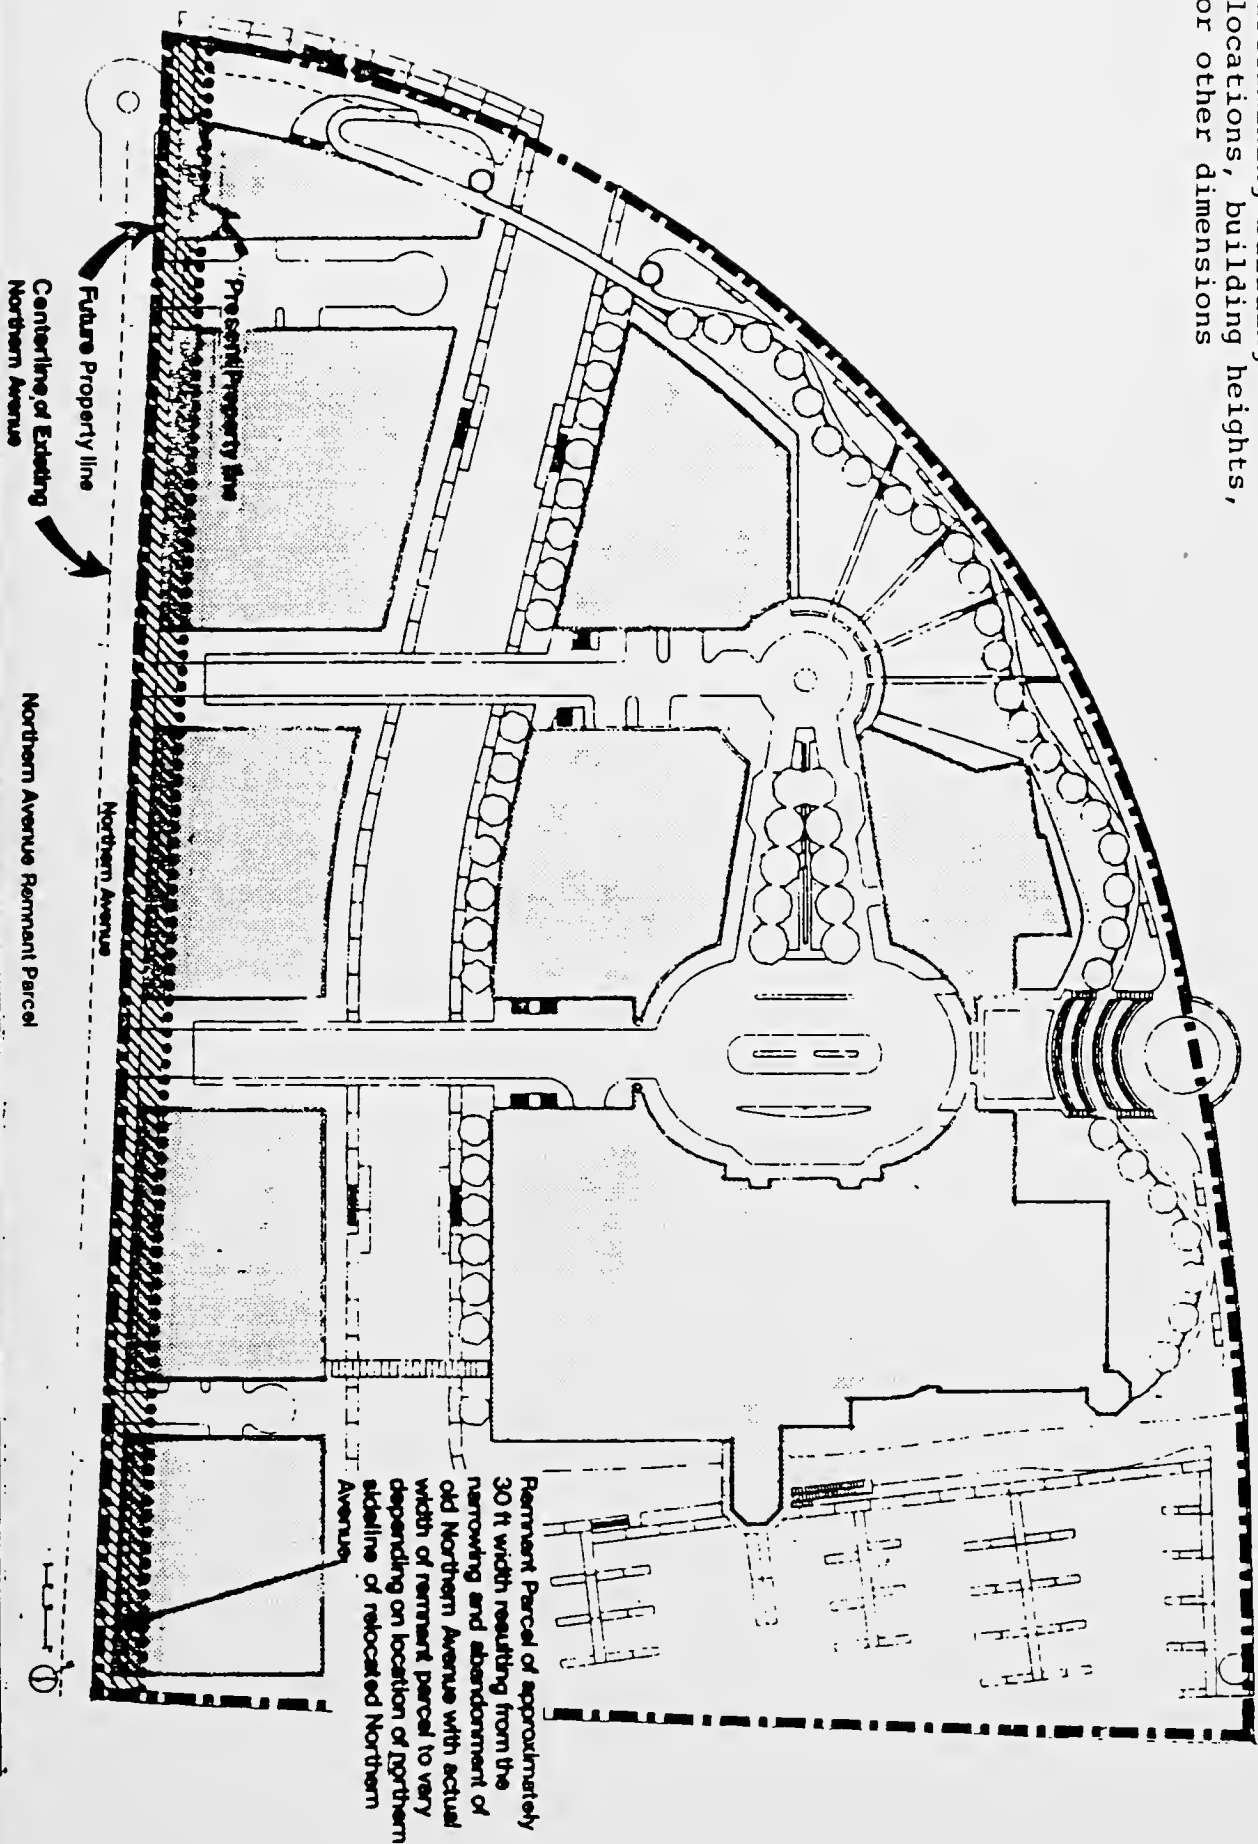 locations, building heights,
or other dimensions
Present Property line
Future Property line
Centerline of Existing
Northern Avenue
Northern Avenue
Northern Avenue Remnant Parcel
Remnant Parcel of approximately
30 ft width resulting from the
narrowing and abandonment of
old Northern Avenue with actual
width of remnant parcel to vary
depending on location of northern
sideline of relocated Northern
Avenue